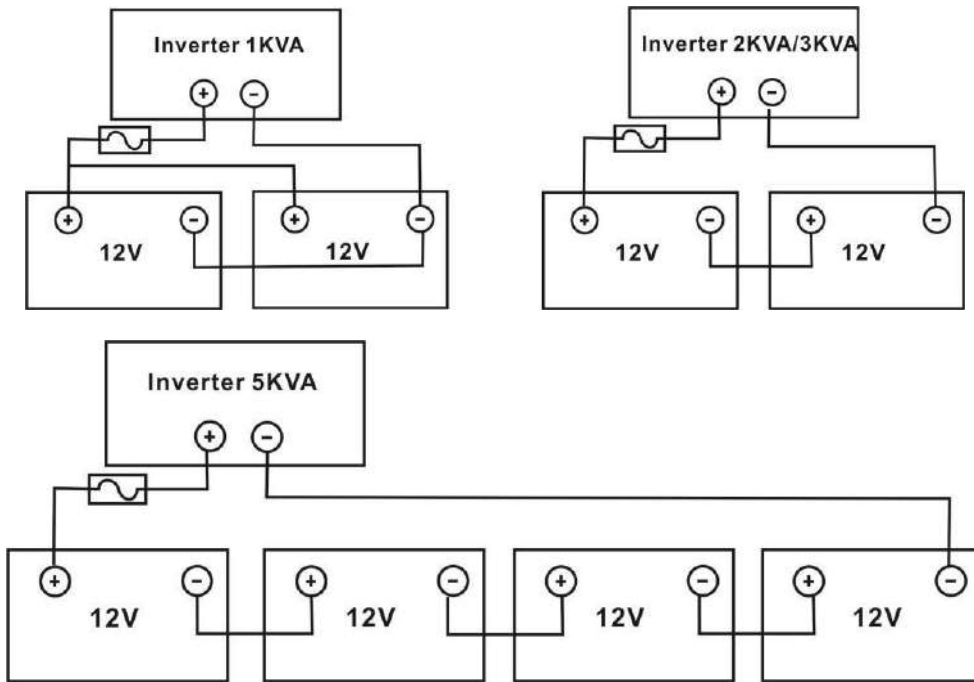 Inverter 1KVA
+ -
+ - + -
12V 12V
Inverter 2KVA/3KVA
+ -
+ - + -
12V 12V
Inverter 5KVA
+ -
+ - + - + - + -
12V 12V 12V 12V